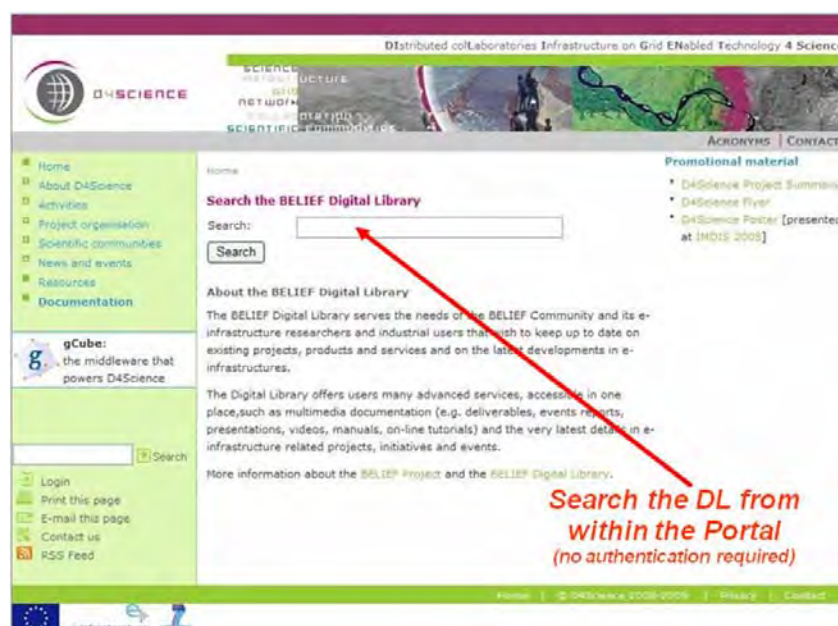 DIstributed colLaboratories Infrastructure on Grid ENabled Technology 4 Science
D4SCIENCE
SCIENCE
NETWORK
SCIENTIFIC
ACRONYMS | CONTACT
Home
About D4Science
Activities
Project organisation
Scientific communities
News and events
Resources
Documentation
gCube:
the middleware that
powers D4Science
Search
Login
Print this page
E-mail this page
Contact us
RSS Feed
Home
Search the BELIEF Digital Library
Search:
Search
About the BELIEF Digital Library
The BELIEF Digital Library serves the needs of the BELIEF Community and its e-
infrastructure researchers and industrial users that wish to keep up to date on
existing projects, products and services and on the latest developments in e-
infrastructures.
The Digital Library offers users many advanced services, accessible in one
place,such as multimedia documentation (e.g. deliverables, events reports,
presentations, videos, manuals, on-line tutorials) and the very latest details in e-
infrastructure related projects, initiatives and events.
More information about the BELIEF Project and the BELIEF Digital Library.
Promotional material
D4Science Project Summary
D4Science Flyer
D4Science Poster [presented
at IMDIS 2008]
Search the DL from
within the Portal
(no authentication required)
Home | © D4Science 2008-2009 | Privacy | Contact